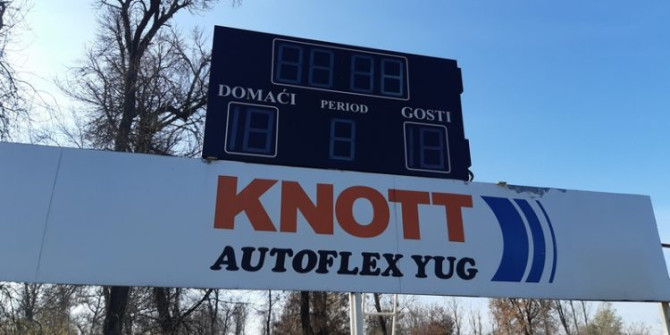 DOMAĆI PERIOD GOSTI
KNOTT
AUTOFLEX YUG